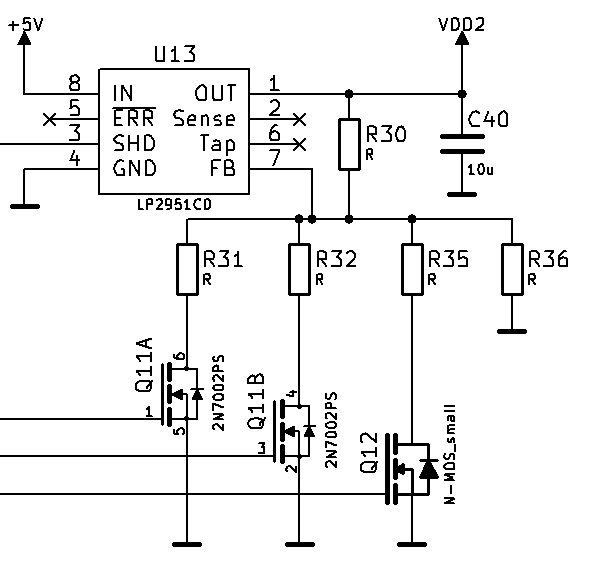 +5V
VDD2
U13
8 IN OUT 1
5 ERR Sense 2
3 SHD Tap 6
4 GND FB 7
LP2951CD
R30
R
C40
10u
R31
R
R32
R
R35
R
R36
R
Q11A
6
1
5
2N7002PS
Q11B
4
3
2
2N7002PS
Q12
N-MOS_small